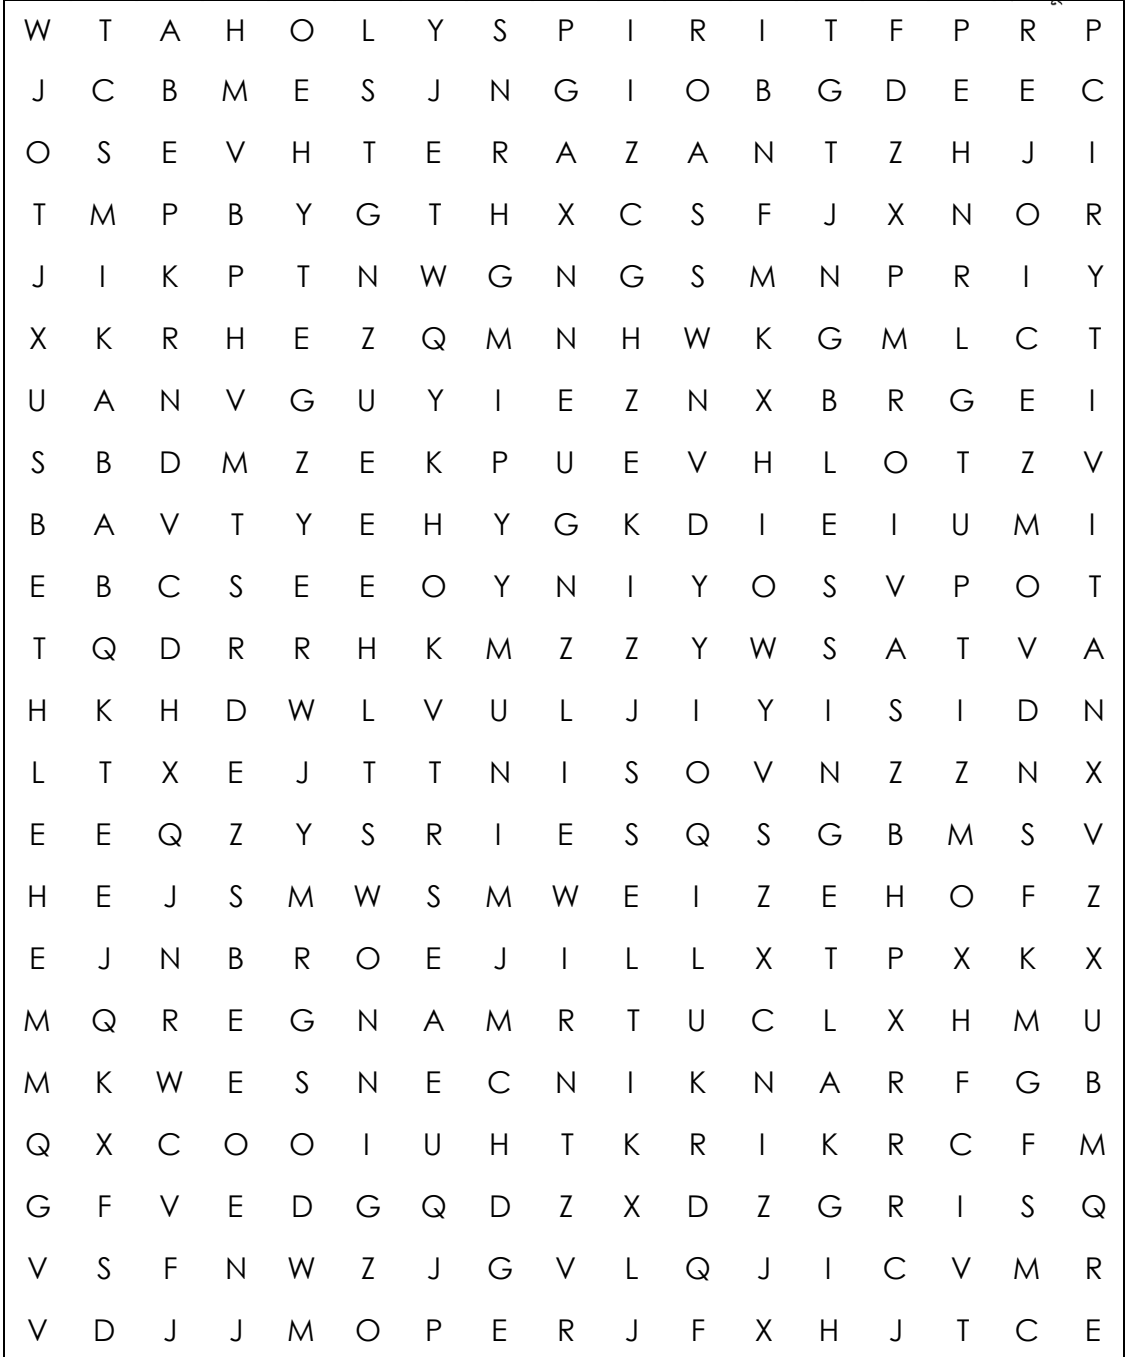 W T A H O L Y S P I R I T F P R P
J C B M E S J N G I O B G D E E C
O S E V H T E R A Z A N T Z H J I
T M P B Y G T H X C S F J X N O R
J I K P T N W G N G S M N P R I Y
X K R H E Z Q M N H W K G M L C T
U A N V G U Y I E Z N X B R G E I
S B D M Z E K P U E V H L O T Z V
B A V T Y E H Y G K D I E I U M I
E B C S E E O Y N I Y O S V P O T
T Q D R R H K M Z Z Y W S A T V A
H K H D W L V U L J I Y I S I D N
L T X E J T T N I S O V N Z Z N X
E E Q Z Y S R I E S Q S G B M S V
H E J S M W S M W E I Z E H O F Z
E J N B R O E J I L L X T P X K X
M Q R E G N A M R T U C L X H M U
M K W E S N E C N I K N A R F G B
Q X C O O I U H T K R I K R C F M
G F V E D G Q D Z X D Z G R I S Q
V S F N W Z J G V L Q J I C V M R
V D J J M O P E R J F X H J T C E